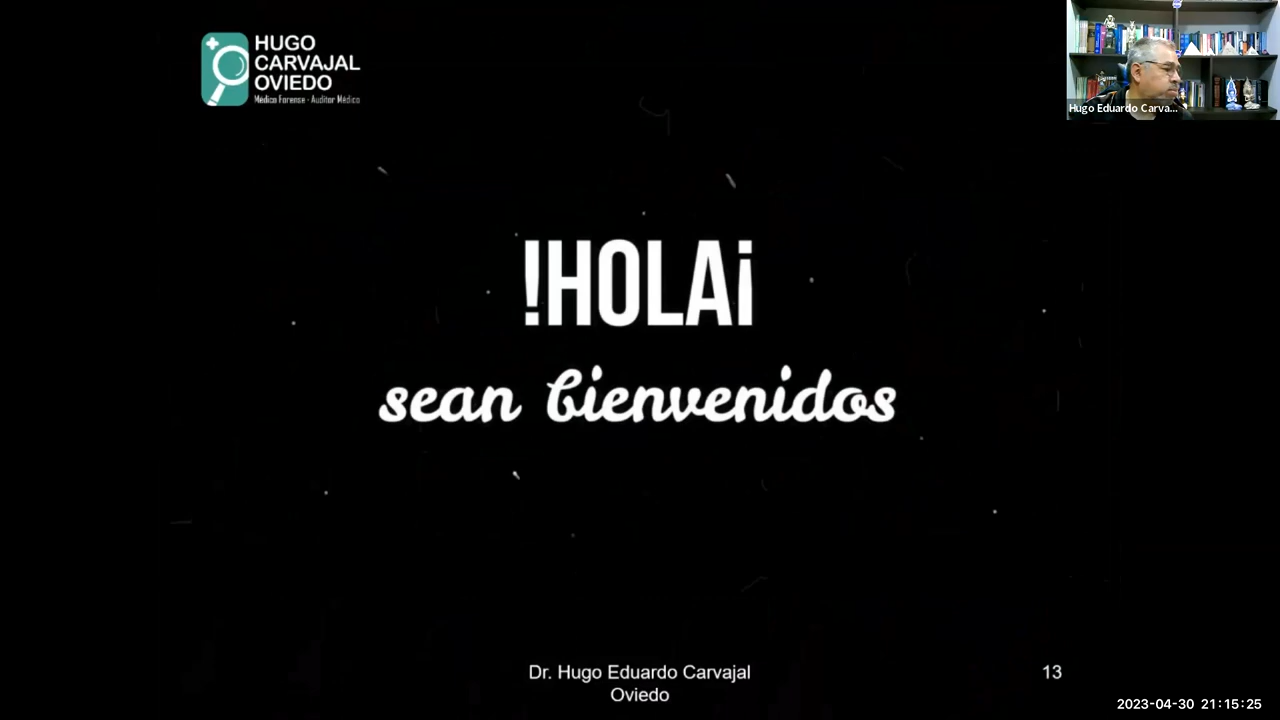 HUGO
CARVAJAL
OVIEDO
Médico Forense - Auditor Médico
Hugo Eduardo Carva...
!HOLA¡
sean bienvenidos
Dr. Hugo Eduardo Carvajal
Oviedo
13
2023-04-30 21:15:25